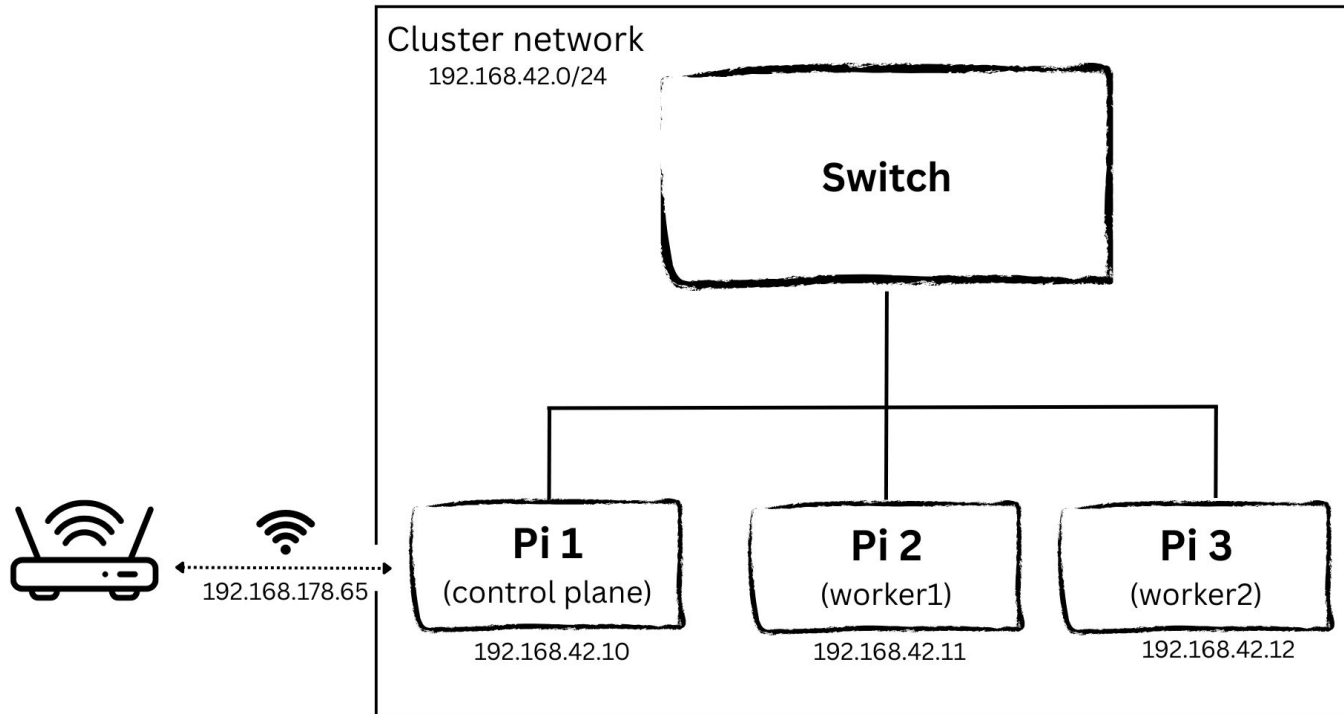 Cluster network
192.168.42.0/24
Switch
192.168.178.65
Pi 1
(control plane)
192.168.42.10
Pi 2
(worker1)
192.168.42.11
Pi 3
(worker2)
192.168.42.12